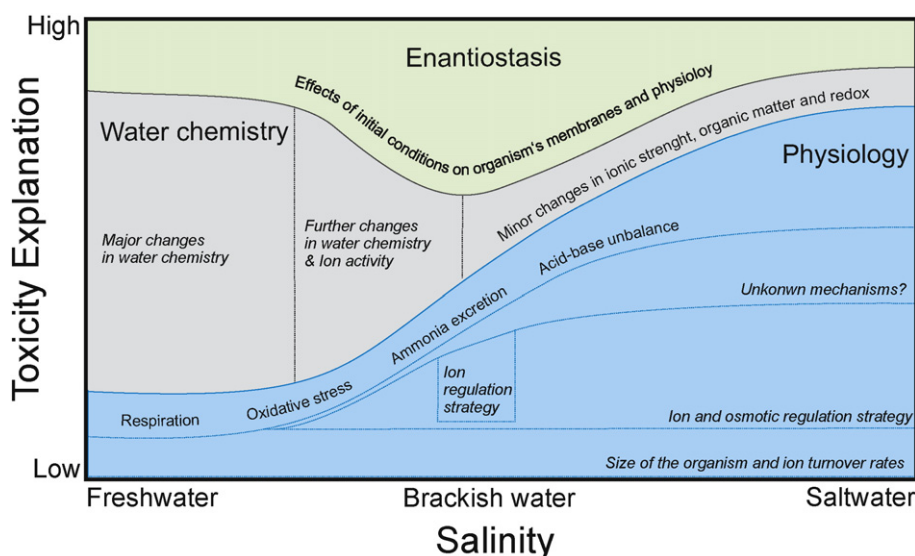 High
Enantiostasis
Effects of initial conditions on organism's membranes and physioloy
Water chemistry
Minor changes in ionic strenght, organic matter and redox
Physiology
Toxicity Explanation
Major changes
in water chemistry
Further changes
in water chemistry
& Ion activity
Acid-base unbalance
Unkonwn mechanisms?
Ammonia excretion
Ion
regulation
strategy
Respiration
Oxidative stress
Ion and osmotic regulation strategy
Size of the organism and ion turnover rates
Low
Freshwater
Brackish water
Saltwater
Salinity